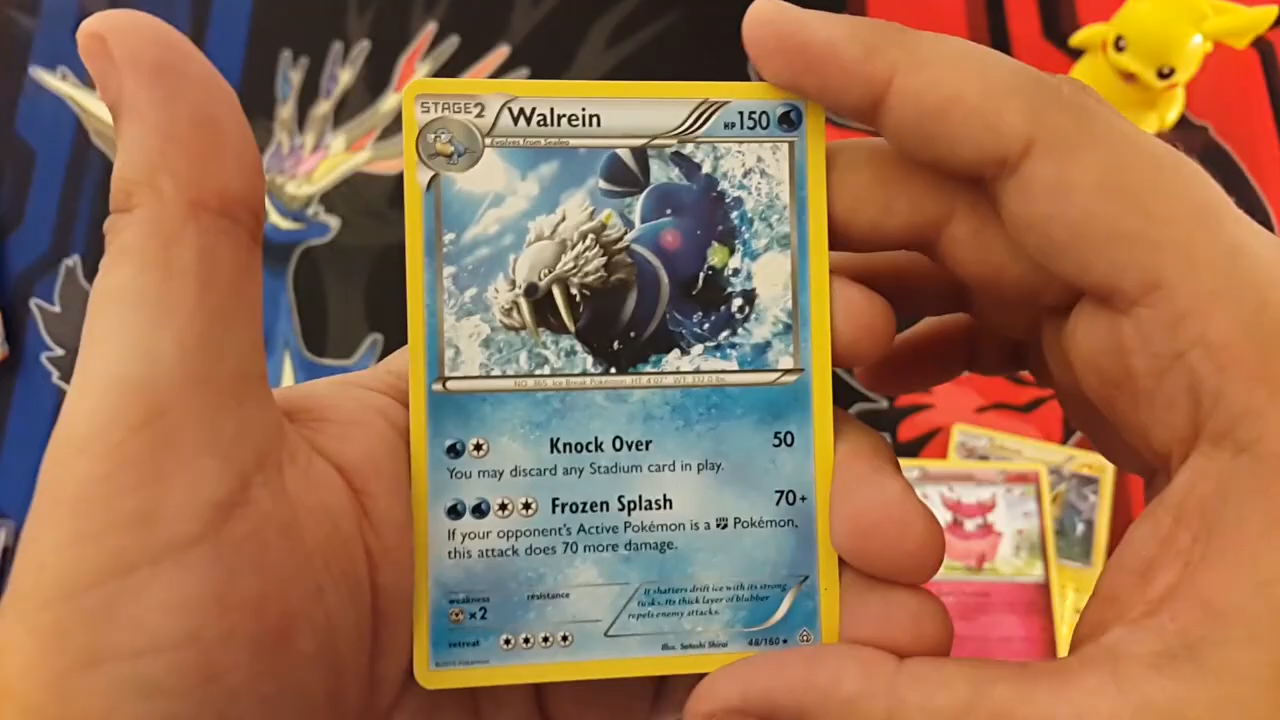 STAGE2 Walrein HP 150
Evolves from Sealeo
NO. 365 Ice Break Pokémon HT: 4'07" WT: 332.0 lbs.
Knock Over 50
You may discard any Stadium card in play.
Frozen Splash 70+
If your opponent's Active Pokémon is a Pokémon,
this attack does 70 more damage.
weakness resistance
×2
It shatters drift ice with its strong
tusks. Its thick layer of blubber
repels enemy attacks.
retreat
Illus. Satoshi Shirai 48/160 ★
©2015 Pokémon